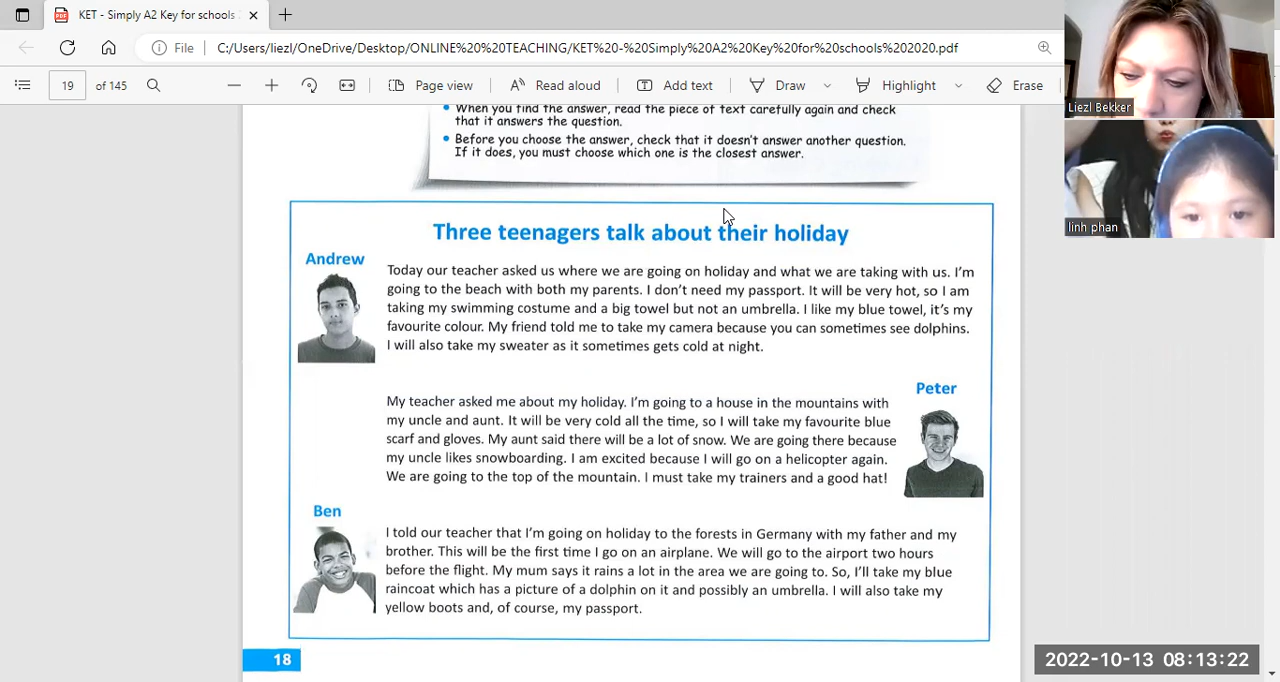 KET - Simply A2 Key for schools
File
C:/Users/liezl/OneDrive/Desktop/ONLINE%20%20TEACHING/KET%20-%20Simply%20A2%20Key%20for%20schools%202020.pdf
19 of 145
Page view
Read aloud
Add text
Draw
Highlight
Erase
Liezl Bekker
linh phan
• When you find the answer, read the piece of text carefully again and check
that it answers the question.
• Before you choose the answer, check that it doesn't answer another question.
If it does, you must choose which one is the closest answer.
Three teenagers talk about their holiday
Andrew
Today our teacher asked us where we are going on holiday and what we are taking with us. I'm
going to the beach with both my parents. I don't need my passport. It will be very hot, so I am
taking my swimming costume and a big towel but not an umbrella. I like my blue towel, it's my
favourite colour. My friend told me to take my camera because you can sometimes see dolphins.
I will also take my sweater as it sometimes gets cold at night.
Peter
My teacher asked me about my holiday. I'm going to a house in the mountains with
my uncle and aunt. It will be very cold all the time, so I will take my favourite blue
scarf and gloves. My aunt said there will be a lot of snow. We are going there because
my uncle likes snowboarding. I am excited because I will go on a helicopter again.
We are going to the top of the mountain. I must take my trainers and a good hat!
Ben
I told our teacher that I'm going on holiday to the forests in Germany with my father and my
brother. This will be the first time I go on an airplane. We will go to the airport two hours
before the flight. My mum says it rains a lot in the area we are going to. So, I'll take my blue
raincoat which has a picture of a dolphin on it and possibly an umbrella. I will also take my
yellow boots and, of course, my passport.
18
2022-10-13 08:13:22